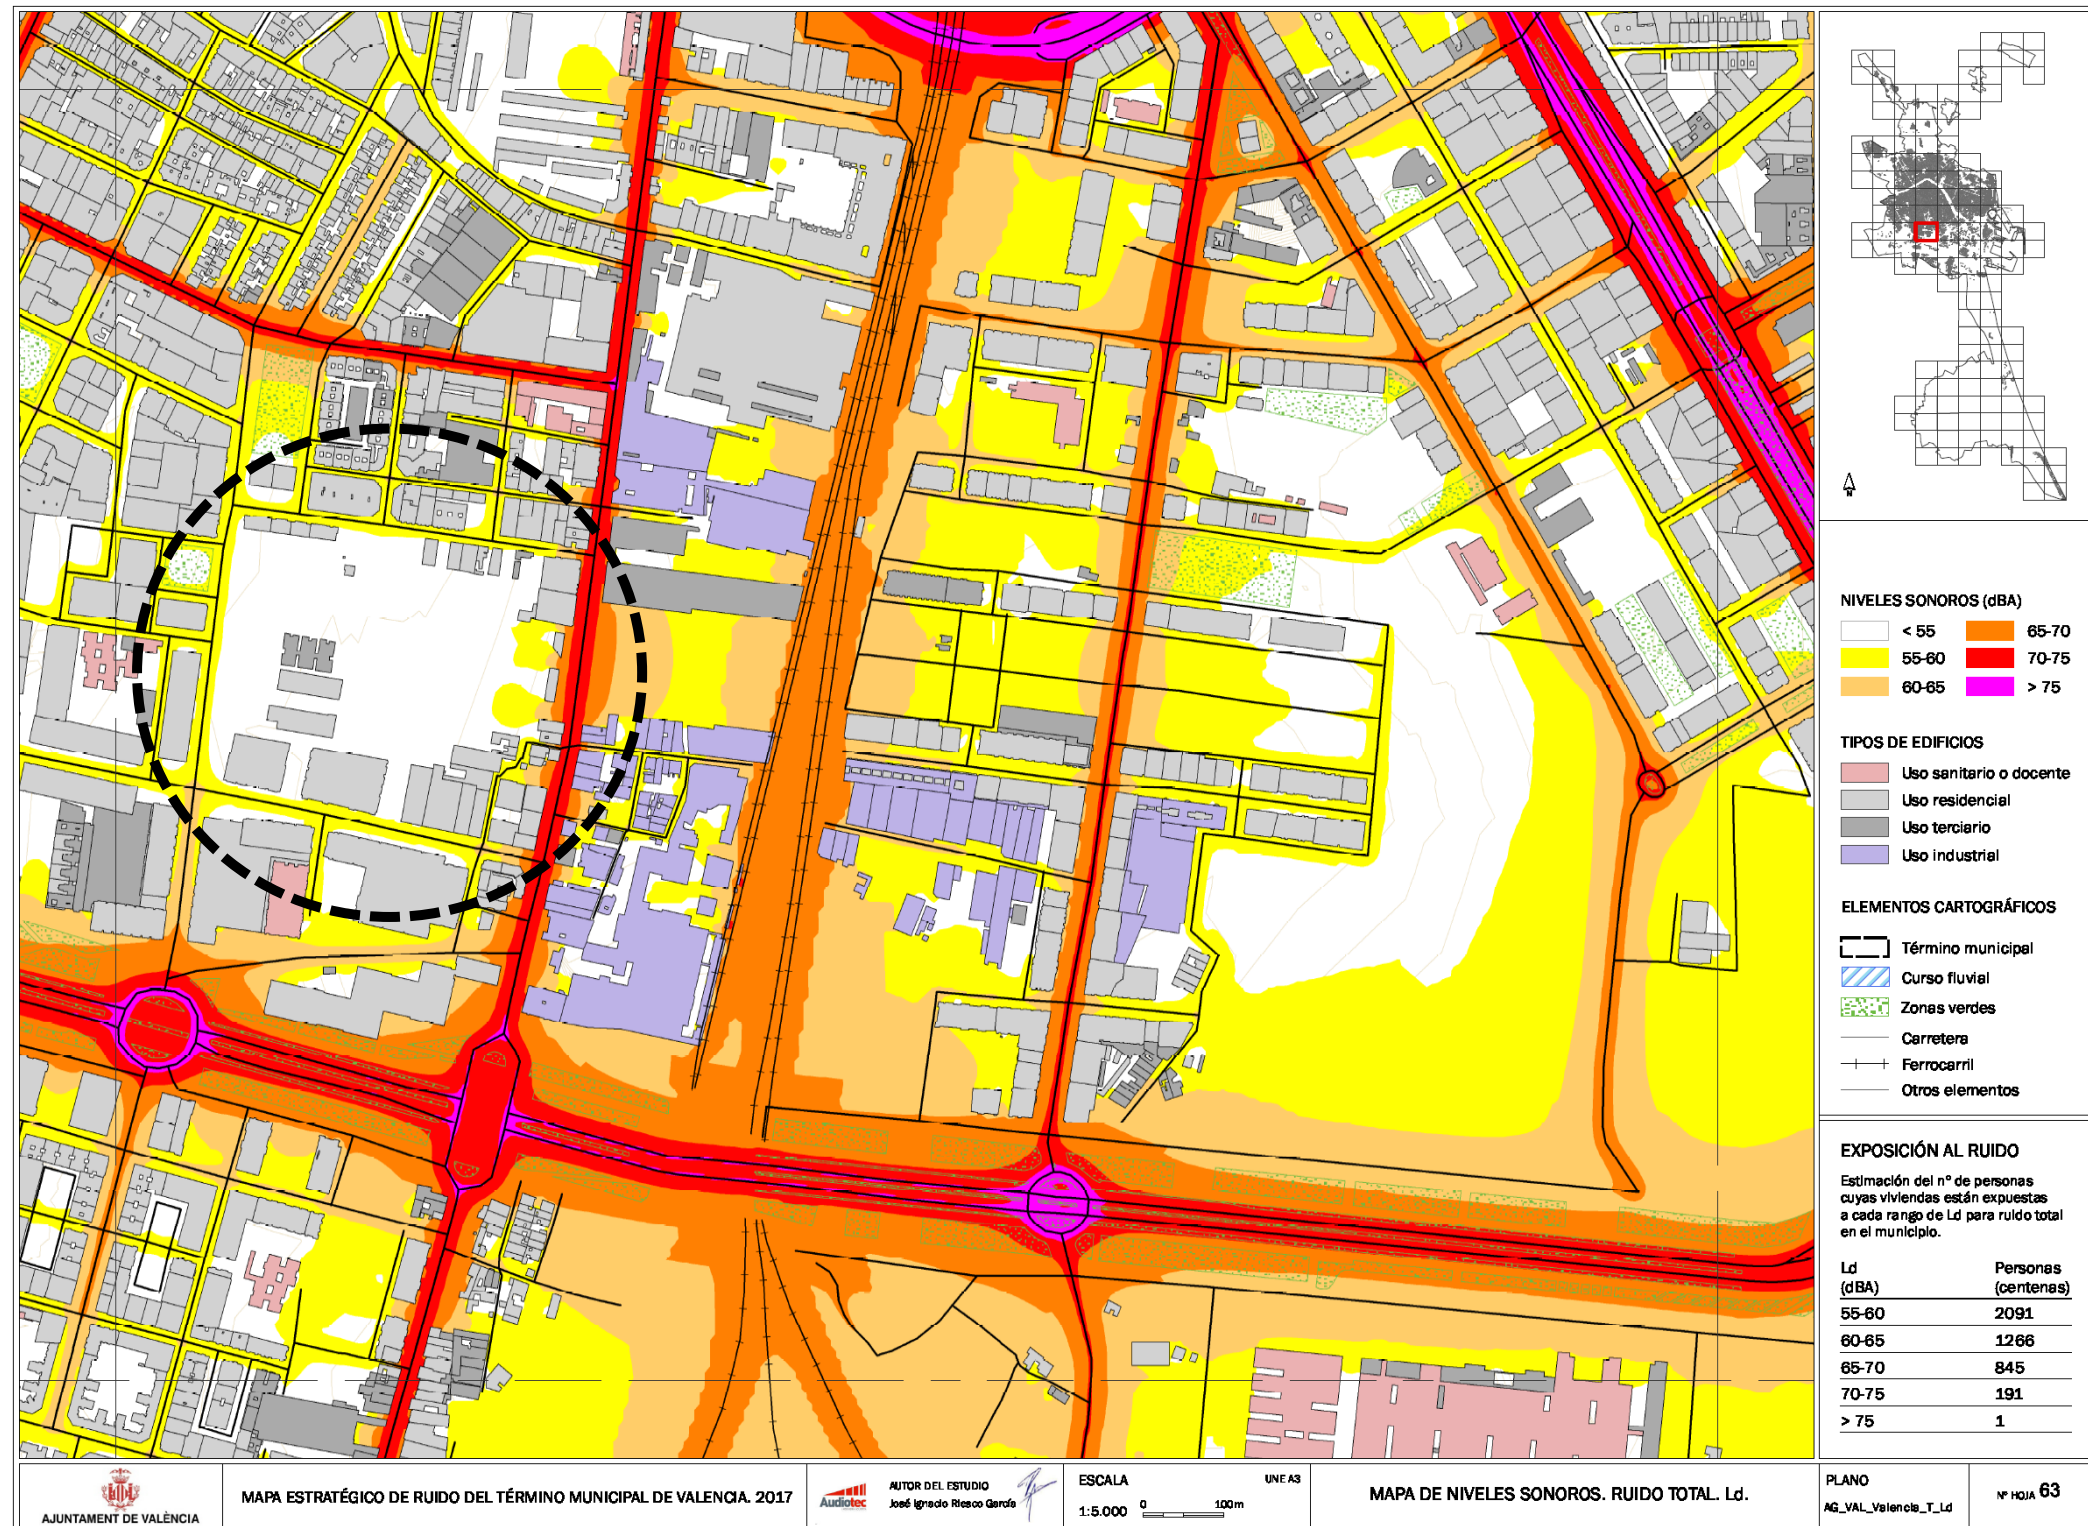 NIVELES SONOROS (dBA)
< 55
65-70
55-60
70-75
60-65
> 75
TIPOS DE EDIFICIOS
Uso sanitario o docente
Uso residencial
Uso terciario
Uso industrial
ELEMENTOS CARTOGRÁFICOS
Término municipal
Curso fluvial
Zonas verdes
Carretera
Ferrocarril
Otros elementos
EXPOSICIÓN AL RUIDO
Estimación del nº de personas
cuyas viviendas están expuestas
a cada rango de Ld para ruido total
en el municipio.
Ld Personas
(dBA) (centenas)
55-60 2091
60-65 1266
65-70 845
70-75 191
> 75 1
AJUNTAMENT DE VALÈNCIA
MAPA ESTRATÉGICO DE RUIDO DEL TÉRMINO MUNICIPAL DE VALENCIA. 2017
Audiotec
AUTOR DEL ESTUDIO
José Ignacio Riesco García
ESCALA UNE A3
1:5.000 0 100m
MAPA DE NIVELES SONOROS. RUIDO TOTAL. Ld.
PLANO
AG_VAL_Valencia_T_Ld
Nº HOJA 63
N